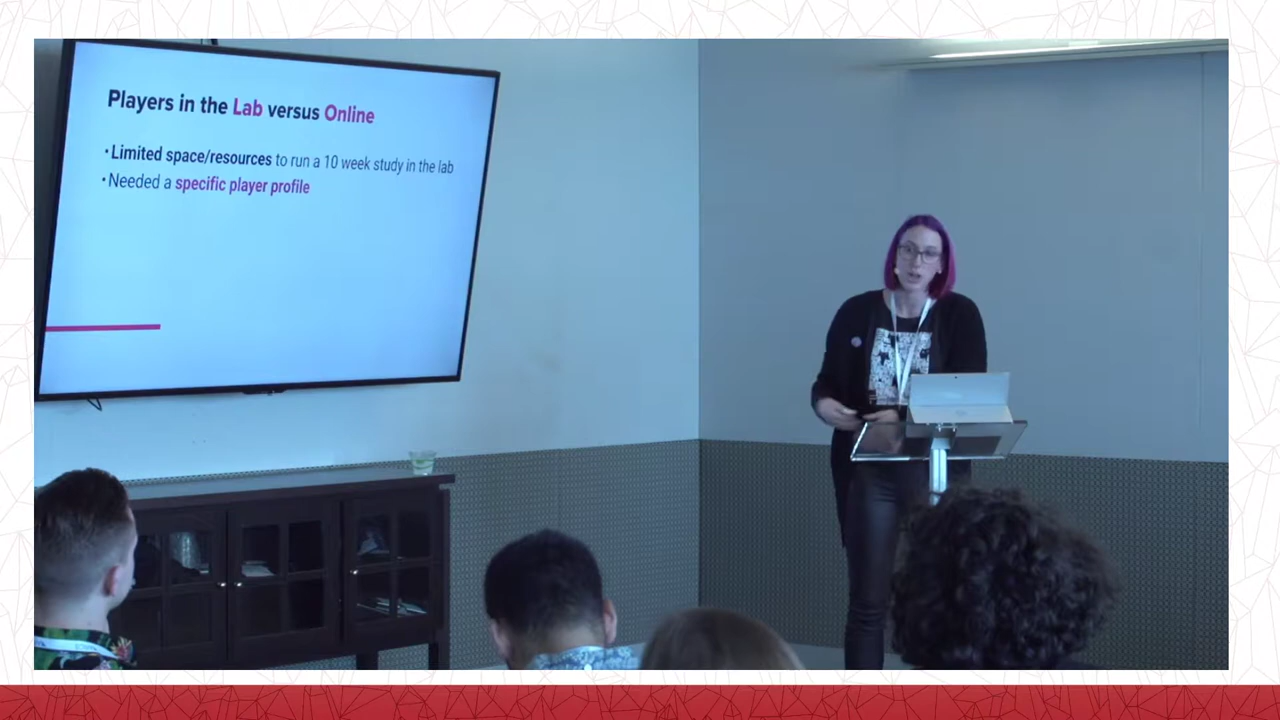 Players in the Lab versus Online
•Limited space/resources to run a 10 week study in the lab
•Needed a specific player profile